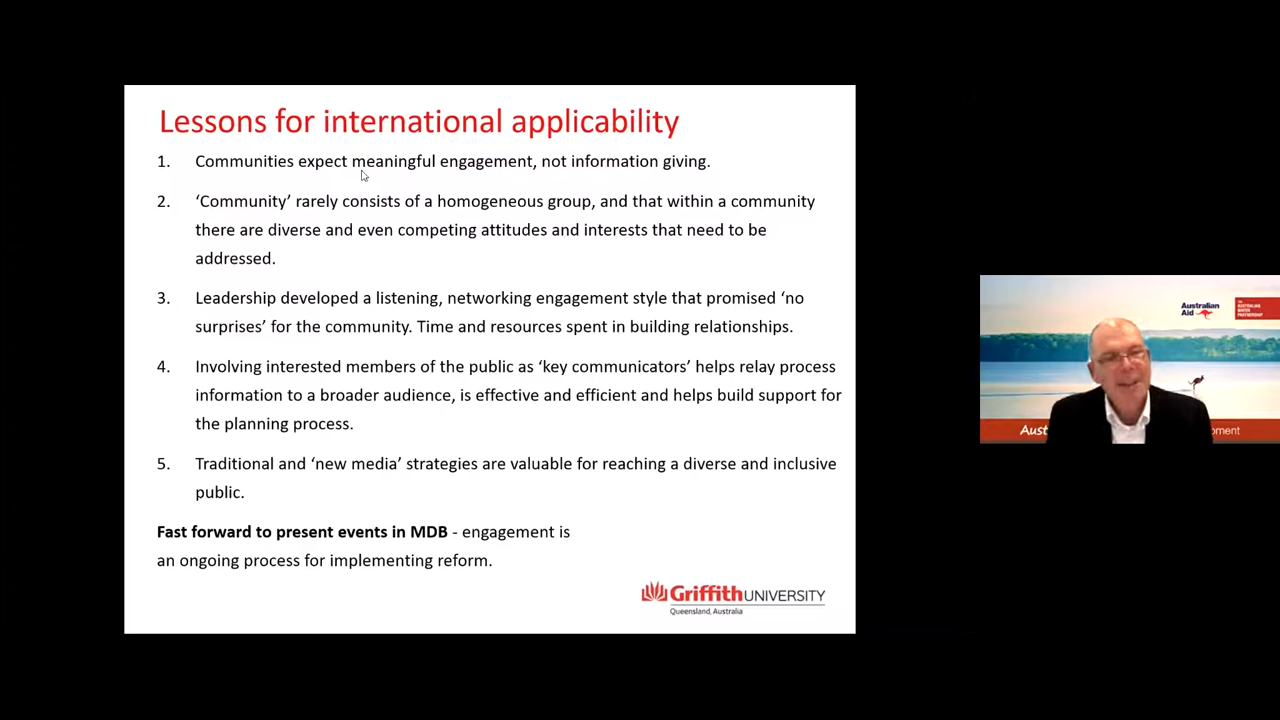 Lessons for international applicability
1. Communities expect meaningful engagement, not information giving.
2. ‘Community’ rarely consists of a homogeneous group, and that within a community
there are diverse and even competing attitudes and interests that need to be
addressed.
3. Leadership developed a listening, networking engagement style that promised ‘no
surprises’ for the community. Time and resources spent in building relationships.
4. Involving interested members of the public as ‘key communicators’ helps relay process
information to a broader audience, is effective and efficient and helps build support for
the planning process.
5. Traditional and ‘new media’ strategies are valuable for reaching a diverse and inclusive
public.
Fast forward to present events in MDB - engagement is
an ongoing process for implementing reform.
Griffith UNIVERSITY
Queensland, Australia
Australian
Aid
THE
AUSTRALIAN
WATER
PARTNERSHIP
Aust